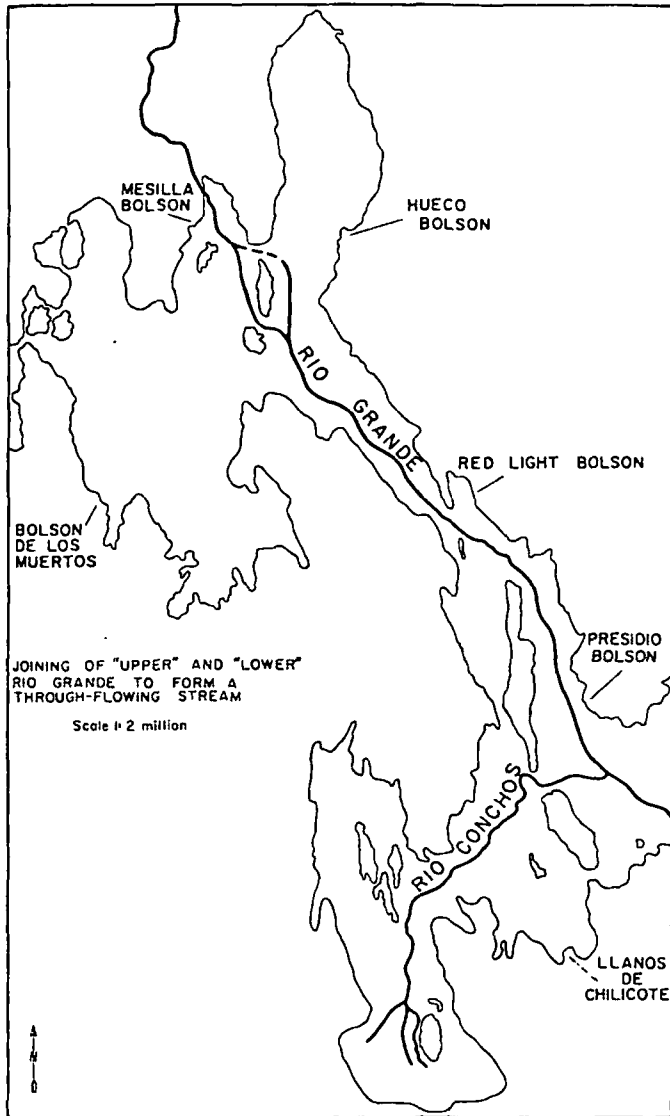 MESILLA
BOLSON
HUECO
BOLSON
RIO GRANDE
RED LIGHT BOLSON
BOLSON
DE LOS
MUERTOS
PRESIDIO
BOLSON
JOINING OF "UPPER" AND "LOWER"
RIO GRANDE TO FORM A
THROUGH-FLOWING STREAM
Scale 1: 2 million
RIO CONCHOS
D
LLANOS
DE
CHILICOTE
N